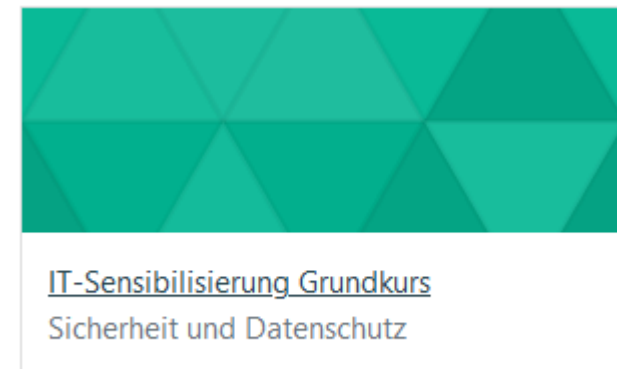 IT-Sensibilisierung Grundkurs
Sicherheit und Datenschutz